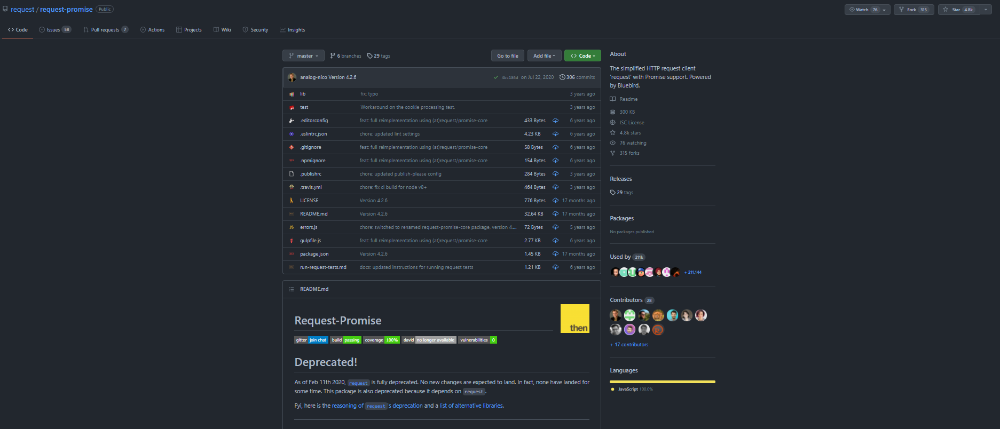 request / request-promise Public
Watch 76
Fork 315
Star 4.8k
Code
Issues 58
Pull requests 7
Actions
Projects
Wiki
Security
Insights
master
6 branches
29 tags
Go to file
Add file
Code
analog-nico Version 4.2.6
4bc186d on Jul 22, 2020
306 commits
lib fix: typo 3 years ago
test Workaround on the cookie processing test. 3 years ago
.editorconfig feat: full reimplementation using (at)request/promise-core 433 Bytes 6 years ago
.eslintrc.json chore: updated lint settings 4.23 KB 6 years ago
.gitignore feat: full reimplementation using (at)request/promise-core 58 Bytes 6 years ago
.npmignore feat: full reimplementation using (at)request/promise-core 154 Bytes 6 years ago
.publishrc chore: updated publish-please config 284 Bytes 3 years ago
.travis.yml chore: fix ci build for node v8+ 464 Bytes 3 years ago
LICENSE Version 4.2.6 776 Bytes 17 months ago
README.md Version 4.2.6 32.64 KB 17 months ago
JS errors.js chore: switched to renamed request-promise-core package, version 4.... 72 Bytes 5 years ago
gulpfile.js feat: full reimplementation using (at)request/promise-core 2.77 KB 6 years ago
package.json Version 4.2.6 1.45 KB 17 months ago
run-request-tests.md docs: updated instructions for running request tests 1.21 KB 6 years ago
README.md
Request-Promise
then
gitter join chat build passing coverage 100% david no longer available vulnerabilities 0
Deprecated!
As of Feb 11th 2020, request is fully deprecated. No new changes are expected to land. In fact, none have landed for
some time. This package is also deprecated because it depends on request.
Fyi, here is the reasoning of request's deprecation and a list of alternative libraries.
About
The simplified HTTP request client
'request' with Promise support. Powered
by Bluebird.
Readme
300 KB
ISC License
4.8k stars
76 watching
315 forks
Releases
29 tags
Packages
No packages published
Used by 211k
+ 211,144
Contributors 28
+ 17 contributors
Languages
JavaScript 100.0%